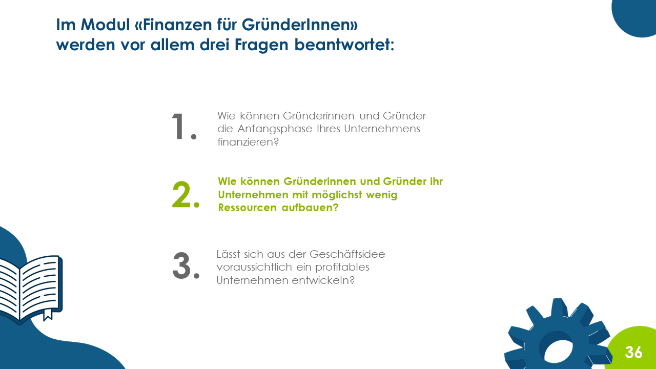 Im Modul «Finanzen für GründerInnen»
werden vor allem drei Fragen beantwortet:
1.
Wie können Gründerinnen und Gründer
die Anfangsphase Ihres Unternehmens
finanzieren?
2.
Wie können Gründerinnen und Gründer Ihr
Unternehmen mit möglichst wenig
Ressourcen aufbauen?
3.
Lässt sich aus der Geschäftsidee
voraussichtlich ein profitables
Unternehmen entwickeln?
36